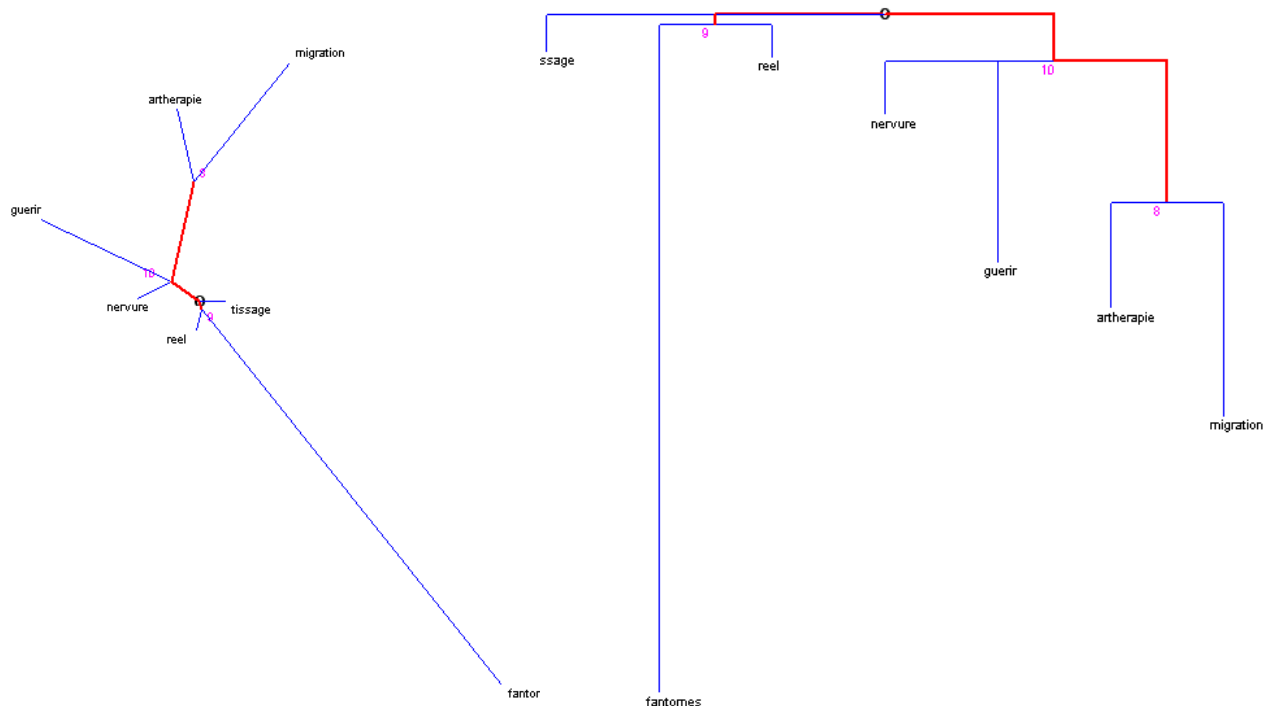 migration
artherapie
8
guerir
10
nervure
tissage
9
reel
fantor
ssage
9
reel
10
nervure
guerir
8
artherapie
migration
fantomes